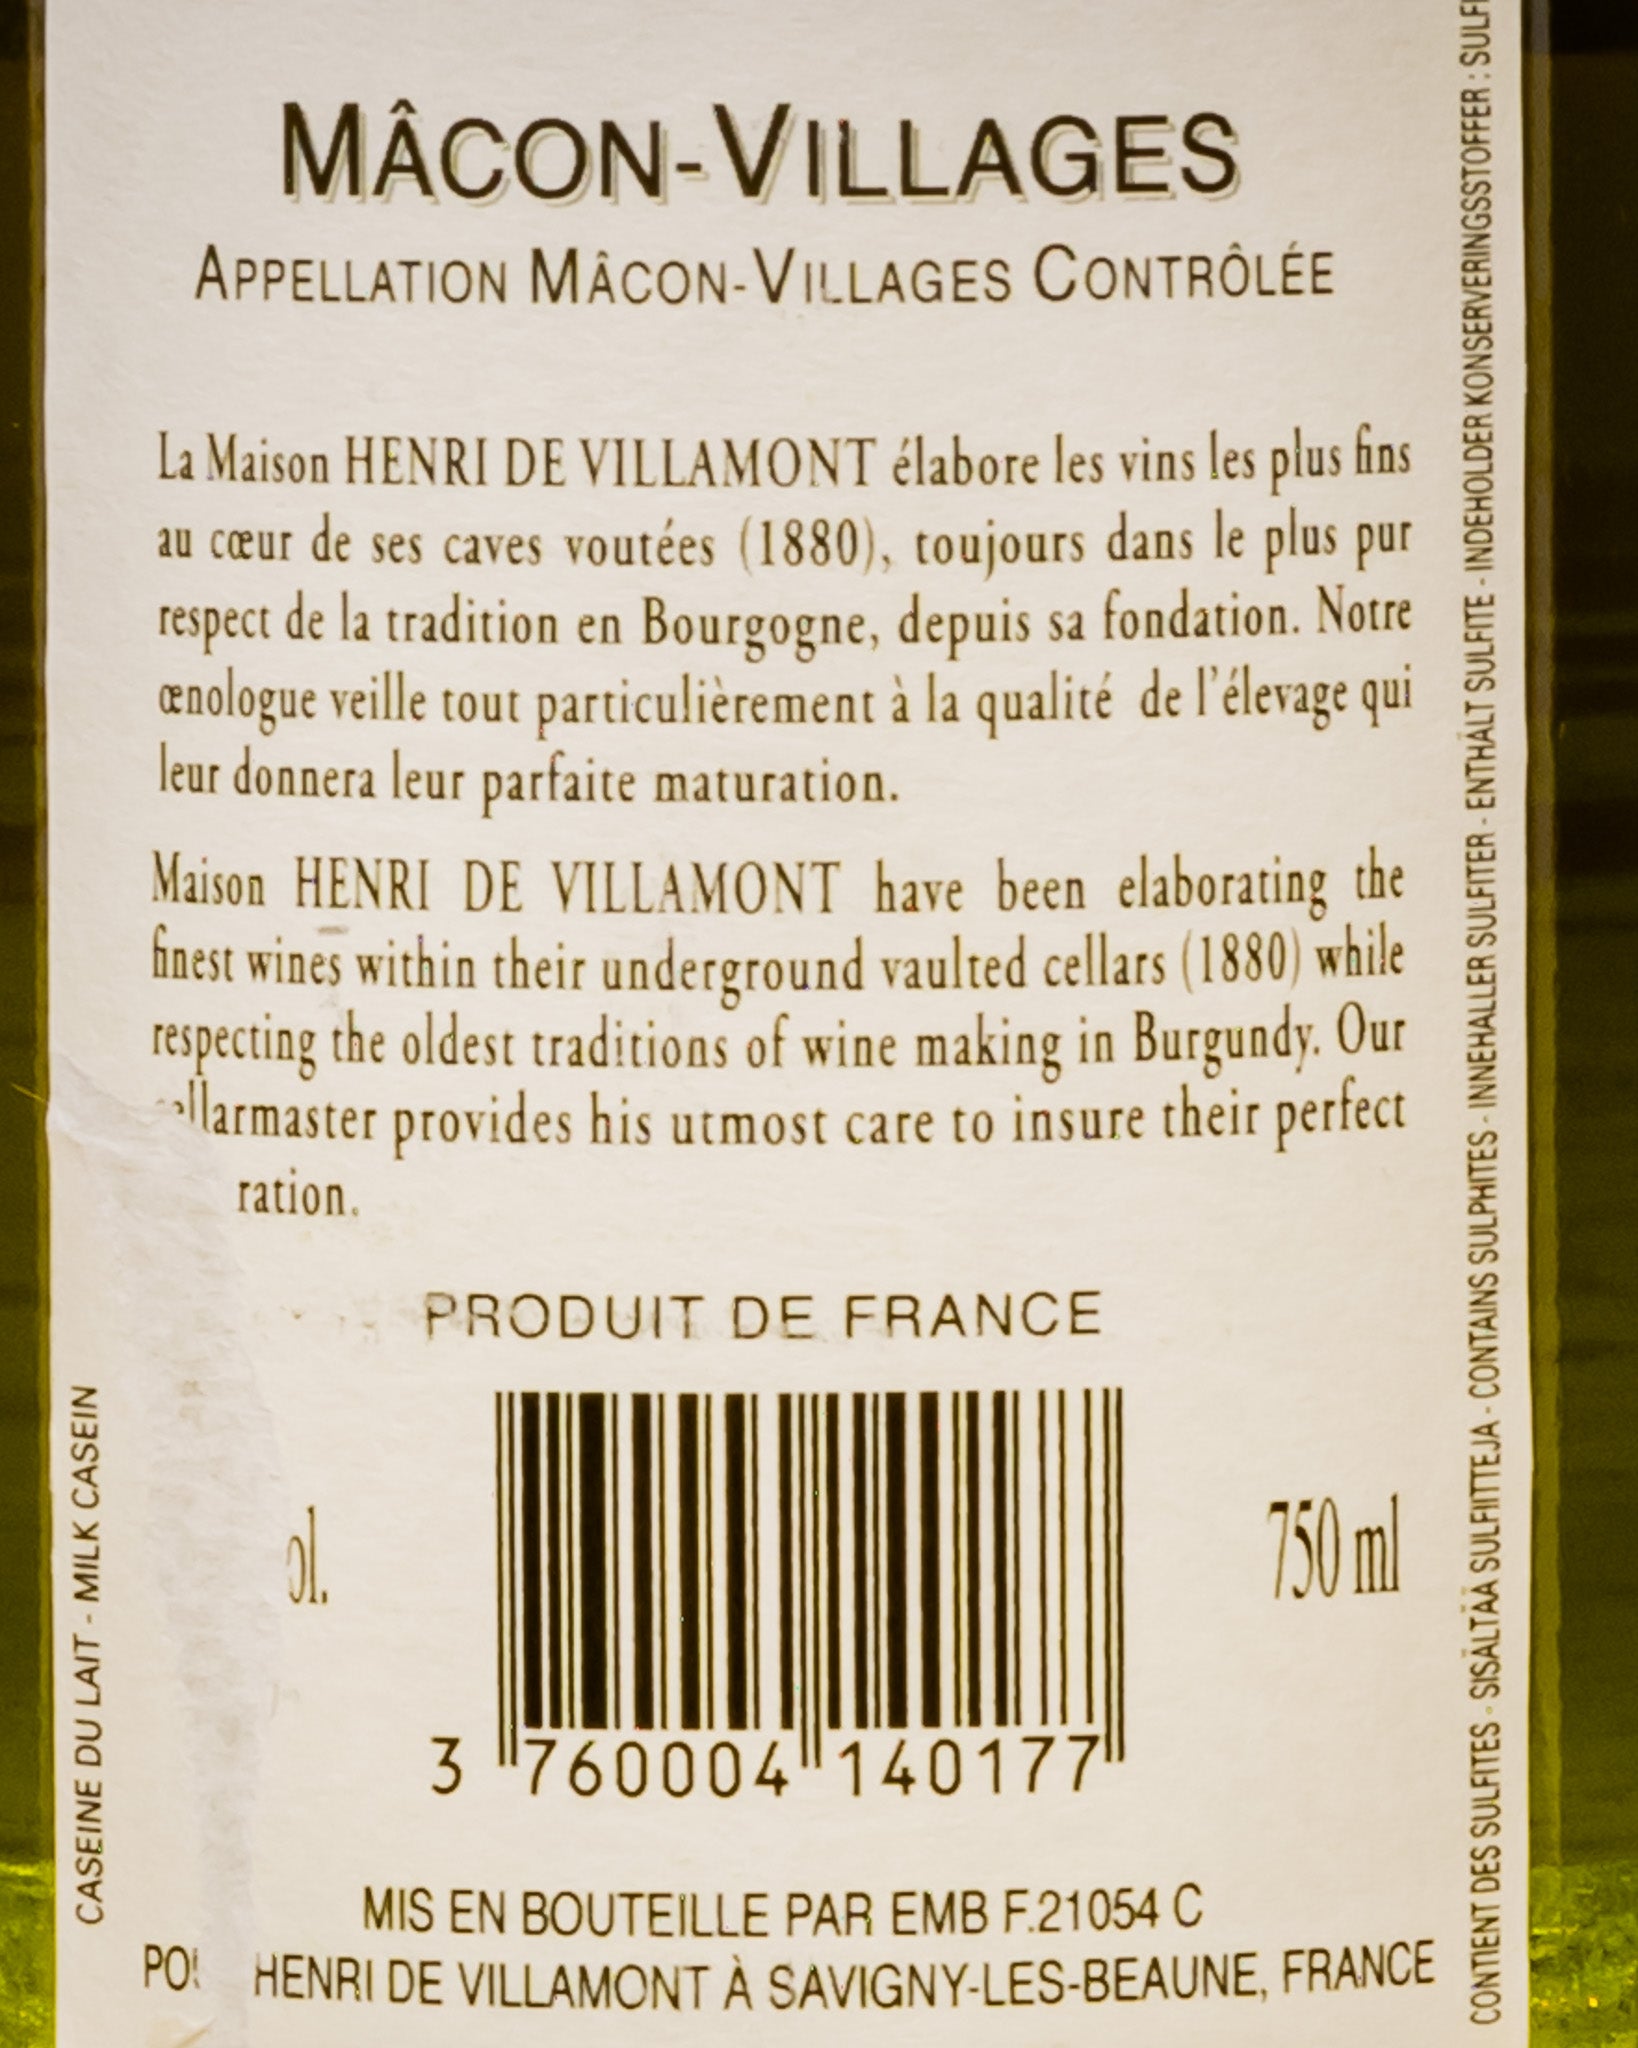 MÂCON-VILLAGES
APPELLATION MÂCON-VILLAGES CONTRÔLÉE
La Maison HENRI DE VILLAMONT élabore les vins les plus fins
au cœur de ses caves voutées (1880), toujours dans le plus pur
respect de la tradition en Bourgogne, depuis sa fondation. Notre
œnologue veille tout particulièrement à la qualité de l'élevage qui
leur donnera leur parfaite maturation.
Maison HENRI DE VILLAMONT have been elaborating the
finest wines within their underground vaulted cellars (1880) while
respecting the oldest traditions of wine making in Burgundy. Our
llarmaster provides his utmost care to insure their perfect
ration.
PRODUIT DE FRANCE
ol.
750 ml
3 760004 140177
MIS EN BOUTEILLE PAR EMB F.21054 C
HENRI DE VILLAMONT À SAVIGNY-LES-BEAUNE, FRANCE
CASEINE DU LAIT - MILK CASEIN
CONTIENT DES SULFITES - SISÄLTÄÄ SULFIITTEJA - CONTAINS SULPHITES - INNEHALLER SULFITER - ENTHÄLT SULFITE - INDEHOLDER KONSERVERINGSSTOFFER : SULFI